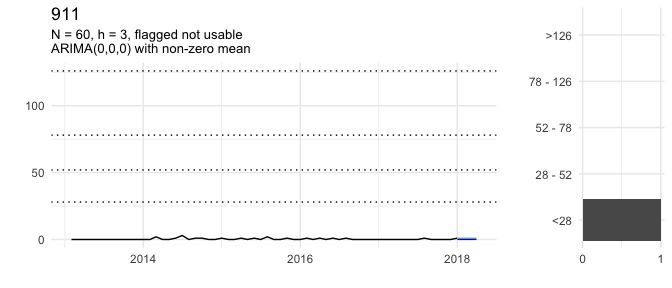 911
N = 60, h = 3, flagged not usable
ARIMA(0,0,0) with non-zero mean
100
50
0
2014
2016
2018
>126
78 - 126
52 - 78
28 - 52
<28
0
1